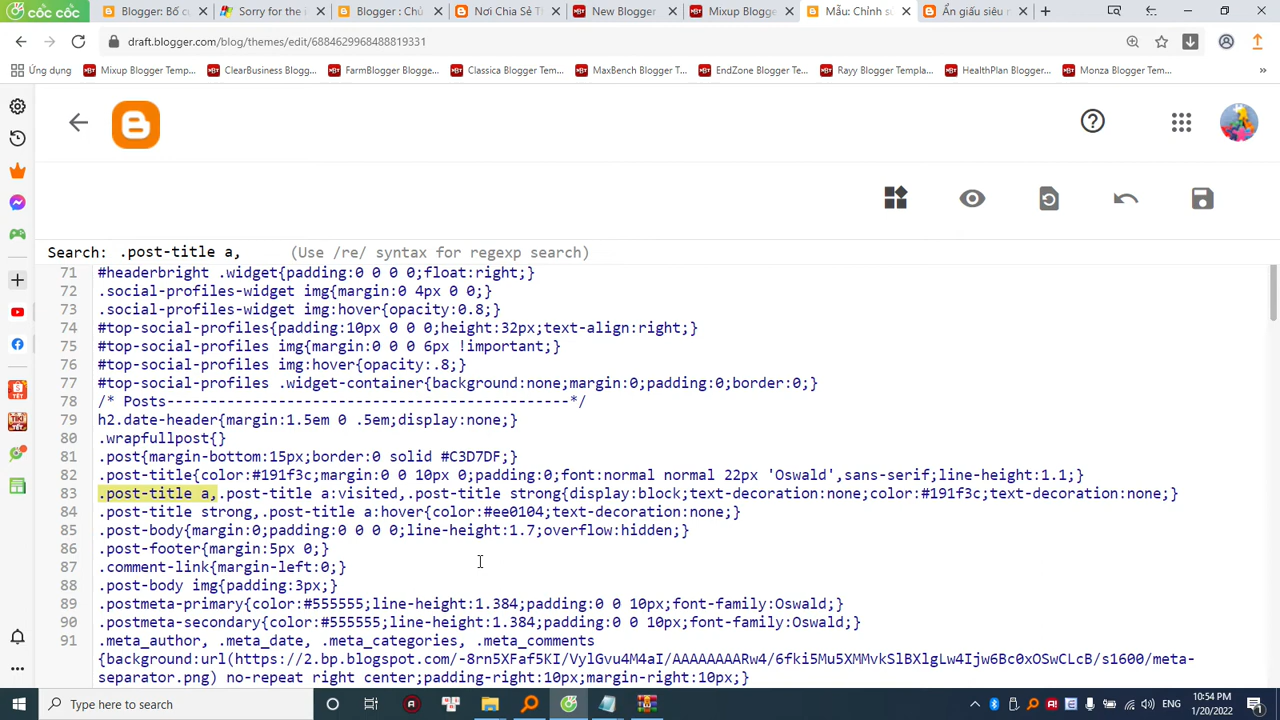 cốc cốc
Blogger: Bố c
Sorry for the i
Blogger : Chủ
Nơi Chia Sẻ Th
New Blogger
Mixup Blogge
Mẫu: Chỉnh s
Ẩn giấu siêu r
draft.blogger.com/blog/themes/edit/6884629968488819331
Ứng dụng
Mixup Blogger Temp...
ClearBusiness Blogg...
FarmBlogger Blogge...
Classica Blogger Tem...
MaxBench Blogger T...
EndZone Blogger Te...
Rayy Blogger Templa...
HealthPlan Blogger...
Monza Blogger Tem...
Search: .post-title a, (Use /re/ syntax for regexp search)
71 #headerbright .widget{padding:0 0 0 0;float:right;}
72 .social-profiles-widget img{margin:0 4px 0 0;}
73 .social-profiles-widget img:hover{opacity:0.8;}
74 #top-social-profiles{padding:10px 0 0 0;height:32px;text-align:right;}
75 #top-social-profiles img{margin:0 0 0 6px !important;}
76 #top-social-profiles img:hover{opacity:.8;}
77 #top-social-profiles .widget-container{background:none;margin:0;padding:0;border:0;}
78 /* Posts-----------------------------------------------*/
79 h2.date-header{margin:1.5em 0 .5em;display:none;}
80 .wrapfullpost{}
81 .post{margin-bottom:15px;border:0 solid #C3D7DF;}
82 .post-title{color:#191f3c;margin:0 0 10px 0;padding:0;font:normal normal 22px 'Oswald',sans-serif;line-height:1.1;}
83 .post-title a,.post-title a:visited,.post-title strong{display:block;text-decoration:none;color:#191f3c;text-decoration:none;}
84 .post-title strong,.post-title a:hover{color:#ee0104;text-decoration:none;}
85 .post-body{margin:0;padding:0 0 0 0;line-height:1.7;overflow:hidden;}
86 .post-footer{margin:5px 0;}
87 .comment-link{margin-left:0;}
88 .post-body img{padding:3px;}
89 .postmeta-primary{color:#555555;line-height:1.384;padding:0 0 10px;font-family:Oswald;}
90 .postmeta-secondary{color:#555555;line-height:1.384;padding:0 0 10px;font-family:Oswald;}
91 .meta_author, .meta_date, .meta_categories, .meta_comments
{background:url(https://2.bp.blogspot.com/-8rn5XFaf5KI/VylGvu4M4aI/AAAAAAAARw4/6fki5Mu5XMMvkSlBXlgLw4Ijw6Bc0xOSwCLcB/s1600/meta-
separator.png) no-repeat right center;padding-right:10px;margin-right:10px;}
Type here to search
10:54 PM
1/20/2022